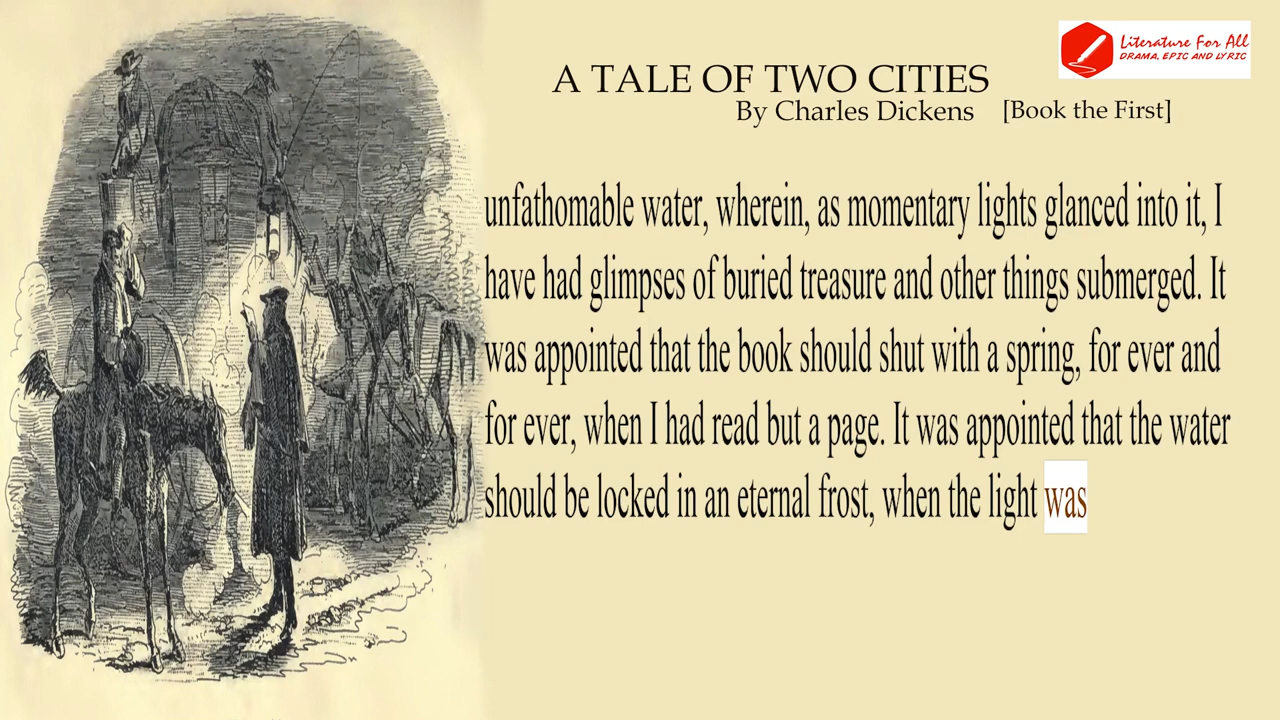 Literature For All
DRAMA, EPIC AND LYRIC
A TALE OF TWO CITIES
By Charles Dickens [Book the First]
unfathomable water, wherein, as momentary lights glanced into it, I
have had glimpses of buried treasure and other things submerged. It
was appointed that the book should shut with a spring, for ever and
for ever, when I had read but a page. It was appointed that the water
should be locked in an eternal frost, when the light was